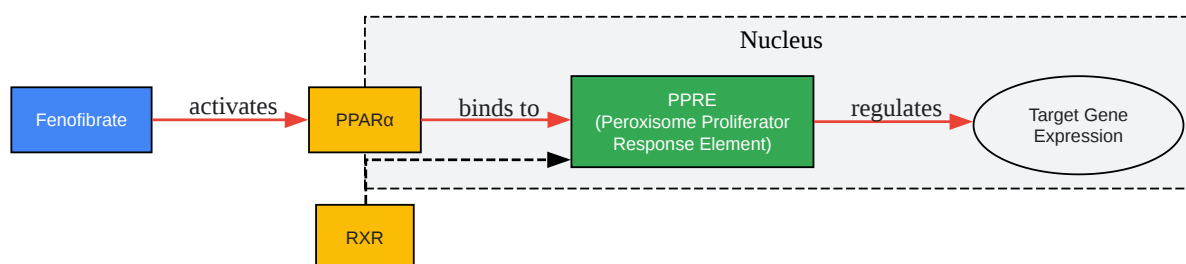 Nucleus
Fenofibrate
activates
PPARα
binds to
PPRE
(Peroxisome Proliferator
Response Element)
regulates
Target Gene
Expression
RXR